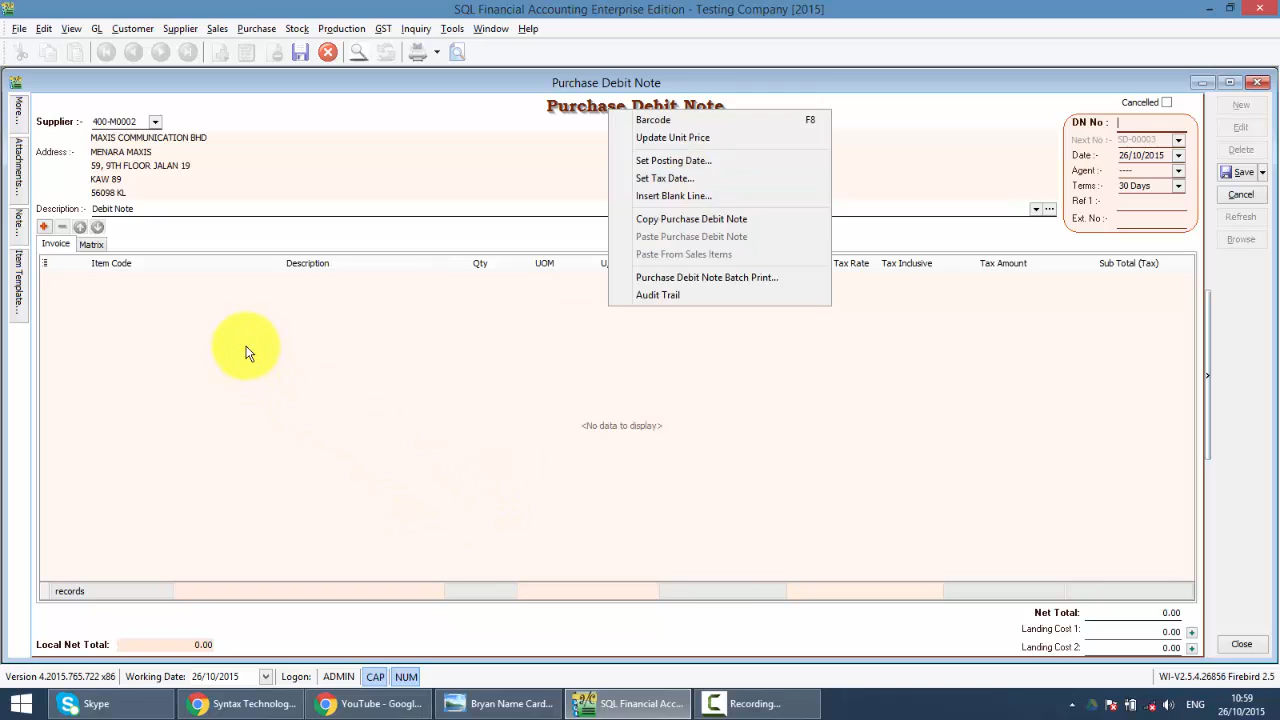 SQL Financial Accounting Enterprise Edition - Testing Company [2015]
File Edit View GL Customer Supplier Sales Purchase Stock Production GST Inquiry Tools Window Help
Purchase Debit Note
Purchase Debit Note
Cancelled
More...
Attachments...
Note...
Item Template...
Supplier :- 400-M0002
MAXIS COMMUNICATION BHD
Address :- MENARA MAXIS
59, 9TH FLOOR JALAN 19
KAW 89
56098 KL
Description :- Debit Note
DN No :
Next No :- SD-00003
Date :- 26/10/2015
Agent :- ----
Terms :- 30 Days
Ref 1 :-
Ext. No :-
New
Edit
Delete
Save
Cancel
Refresh
Browse
Barcode F8
Update Unit Price
Set Posting Date...
Set Tax Date...
Insert Blank Line...
Copy Purchase Debit Note
Paste Purchase Debit Note
Paste From Sales Items
Purchase Debit Note Batch Print...
Audit Trail
Invoice Matrix
Item Code Description Qty UOM Tax Rate Tax Inclusive Tax Amount Sub Total (Tax)
<No data to display>
records
Net Total: 0.00
Landing Cost 1: 0.00
Landing Cost 2: 0.00
Local Net Total: 0.00
Close
Version 4.2015.765.722 x86 Working Date: 26/10/2015 Logon: ADMIN CAP NUM WI-V2.5.4.26856 Firebird 2.5
Skype Syntax Technolog... YouTube - Googl... Bryan Name Card... SQL Financial Acc... Recording... ENG 10:59
26/10/2015